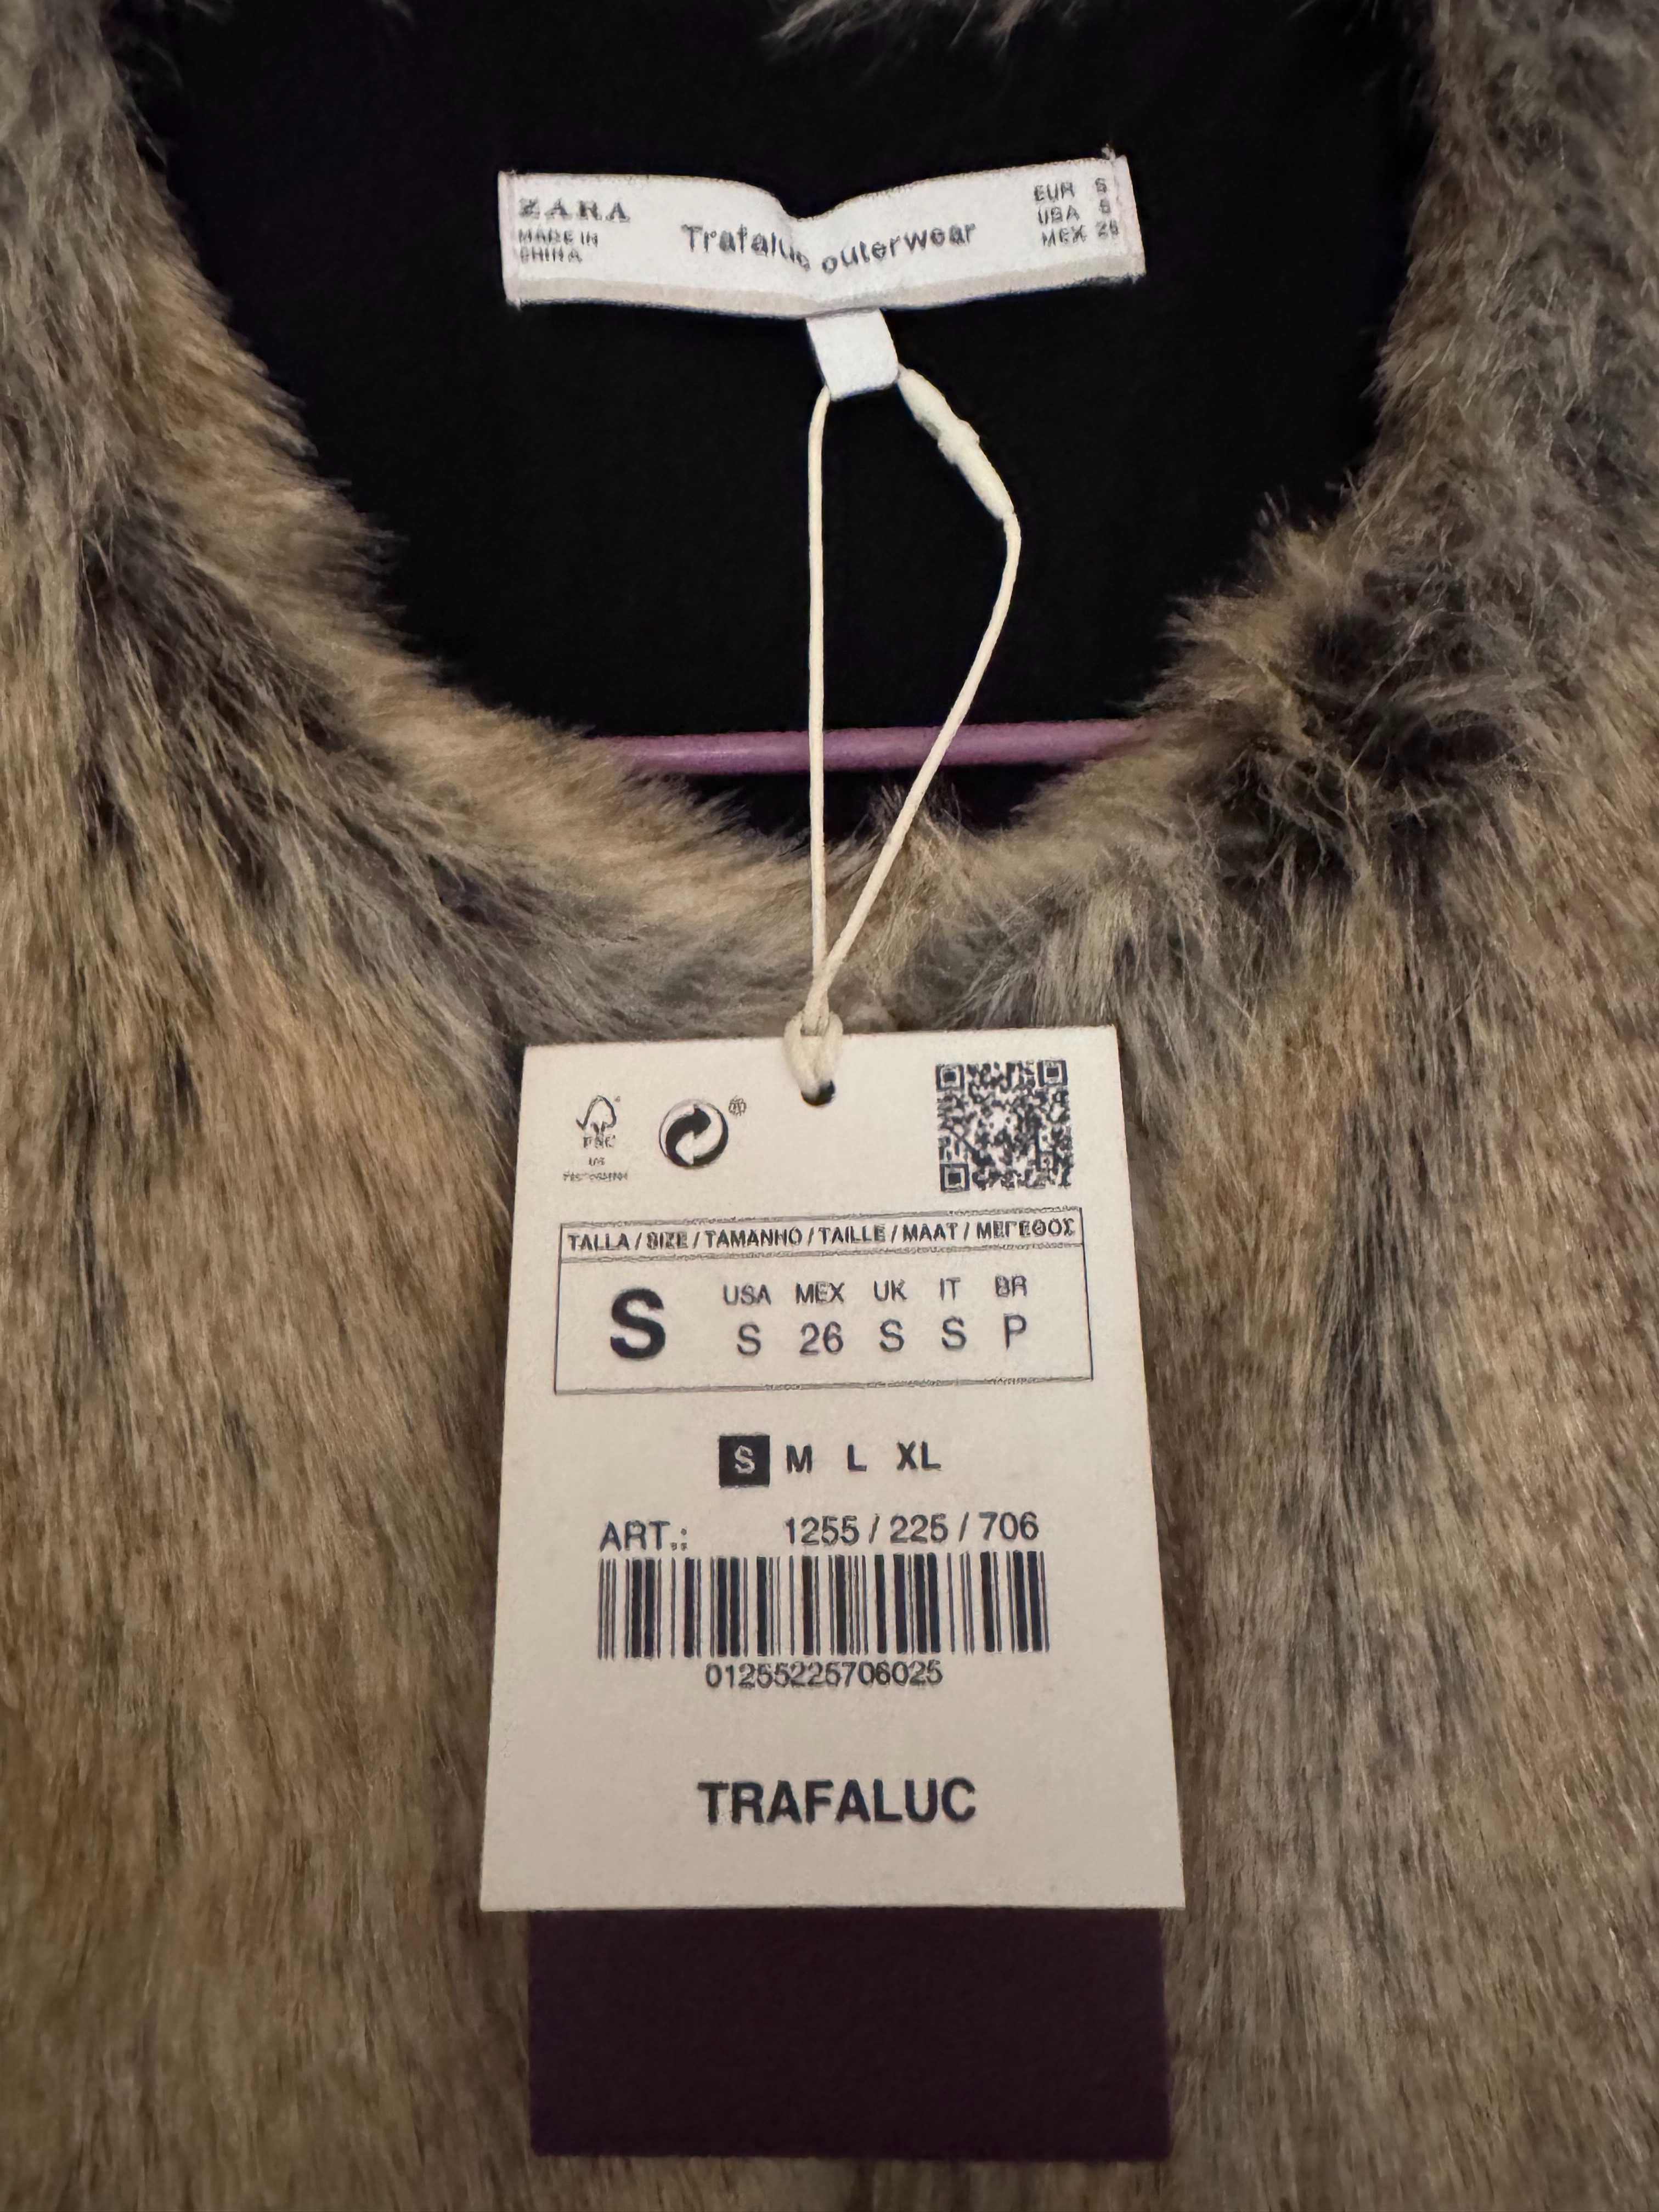 ZARA
MADE IN
CHINA
Trafaluc outerwear
EUR S
USA S
MEX 26
FSC
TALLA / SIZE / TAMANHO / TAILLE / MAAT / ΜΕΓΕΘΟΣ
S
USA MEX UK IT BR
S 26 S S P
S M L XL
ART.: 1255 / 225 / 706
01255225706025
TRAFALUC